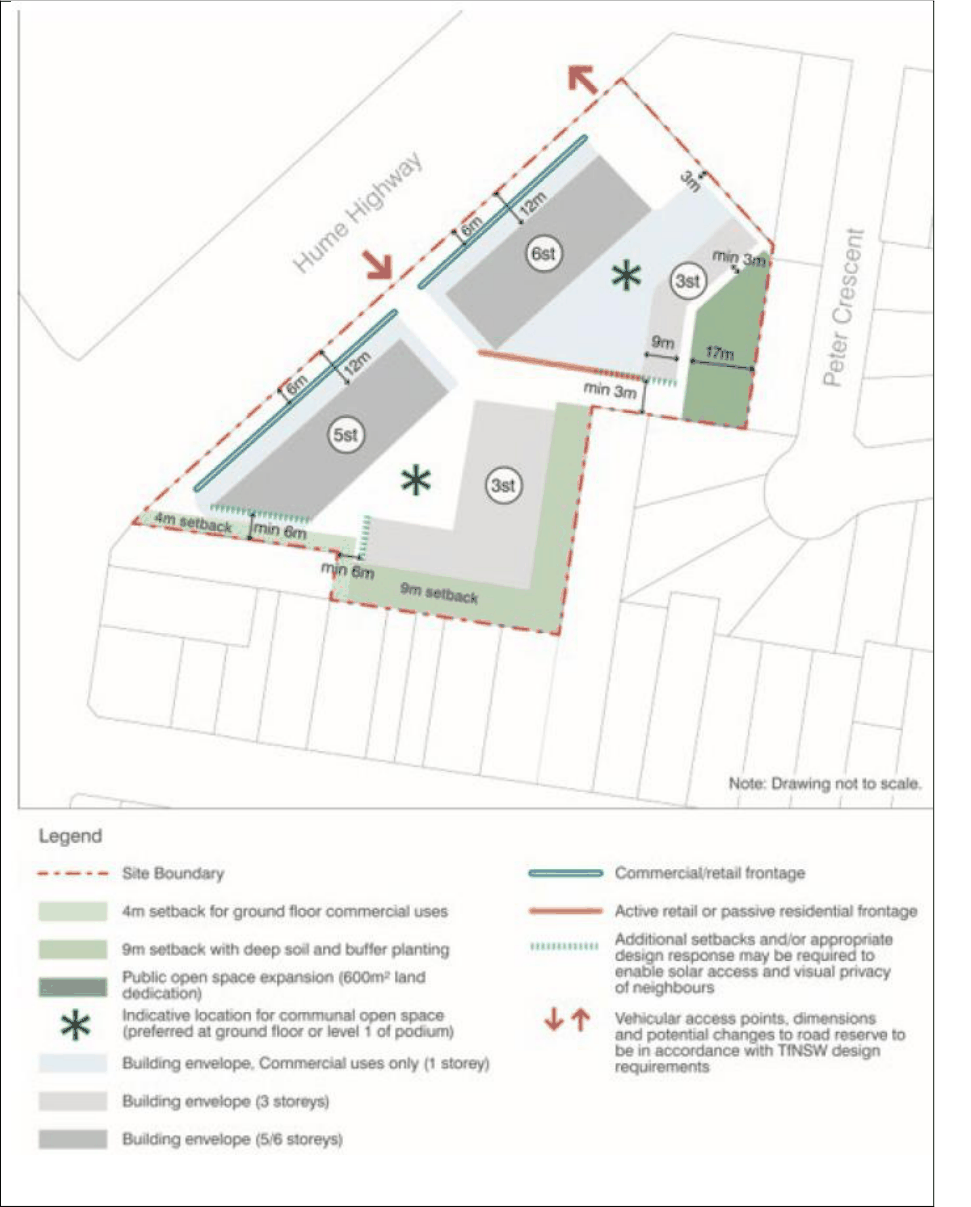 Hume Highway
3m
12m
6m
6st
min 3m
3st
Peter Crescent
9m
17m
12m
6m
min 3m
5st
3st
4m setback
min 6m
min 6m
9m setback
Note: Drawing not to scale.
Legend
Site Boundary
4m setback for ground floor commercial uses
9m setback with deep soil and buffer planting
Public open space expansion (600m² land
dedication)
Indicative location for communal open space
(preferred at ground floor or level 1 of podium)
Building envelope, Commercial uses only (1 storey)
Building envelope (3 storeys)
Building envelope (5/6 storeys)
Commercial/retail frontage
Active retail or passive residential frontage
Additional setbacks and/or appropriate
design response may be required to
enable solar access and visual privacy
of neighbours
Vehicular access points, dimensions
and potential changes to road reserve to
be in accordance with TfNSW design
requirements